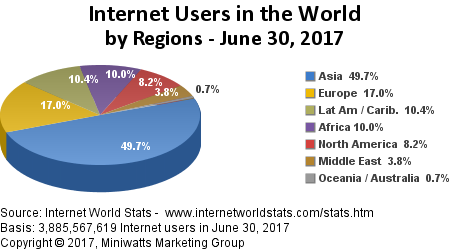 Internet Users in the World
by Regions - June 30, 2017
10.4%
10.0%
8.2%
3.8%
0.7%
17.0%
49.7%
Asia 49.7%
Europe 17.0%
Lat Am / Carib. 10.4%
Africa 10.0%
North America 8.2%
Middle East 3.8%
Oceania / Australia 0.7%
Source: Internet World Stats - www.internetworldstats.com/stats.htm
Basis: 3,885,567,619 Internet users in June 30, 2017
Copyright © 2017, Miniwatts Marketing Group